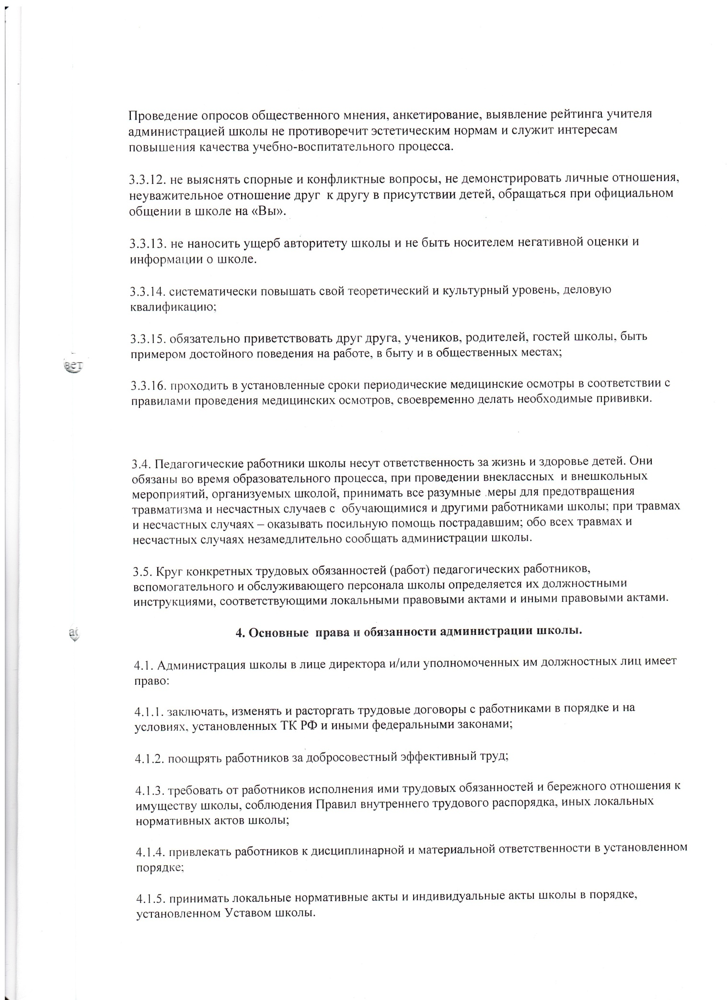 Проведение опросов общественного мнения, анкетирование, выявление рейтинга учителя
администрацией школы не противоречит эстетическим нормам и служит интересам
повышения качества учебно-воспитательного процесса.
3.3.12. не выяснять спорные и конфликтные вопросы, не демонстрировать личные отношения,
неуважительное отношение друг к другу в присутствии детей, обращаться при официальном
общении в школе на «Вы».
3.3.13. не наносить ущерб авторитету школы и не быть носителем негативной оценки и
информации о школе.
3.3.14. систематически повышать свой теоретический и культурный уровень, деловую
квалификацию;
3.3.15. обязательно приветствовать друг друга, учеников, родителей, гостей школы, быть
примером достойного поведения на работе, в быту и в общественных местах;
вет
3.3.16. проходить в установленные сроки периодические медицинские осмотры в соответствии с
правилами проведения медицинских осмотров, своевременно делать необходимые прививки.
3.4. Педагогические работники школы несут ответственность за жизнь и здоровье детей. Они
обязаны во время образовательного процесса, при проведении внеклассных и внешкольных
мероприятий, организуемых школой, принимать все разумные .меры для предотвращения
травматизма и несчастных случаев с обучающимися и другими работниками школы; при травмах
и несчастных случаях – оказывать посильную помощь пострадавшим; обо всех травмах и
несчастных случаях незамедлительно сообщать администрации школы.
3.5. Круг конкретных трудовых обязанностей (работ) педагогических работников,
вспомогательного и обслуживающего персонала школы определяется их должностными
инструкциями, соответствующими локальными правовыми актами и иными правовыми актами.
4. Основные права и обязанности администрации школы.
4.1. Администрация школы в лице директора и/или уполномоченных им должностных лиц имеет
право:
4.1.1. заключать, изменять и расторгать трудовые договоры с работниками в порядке и на
условиях, установленных ТК РФ и иными федеральными законами;
4.1.2. поощрять работников за добросовестный эффективный труд;
4.1.3. требовать от работников исполнения ими трудовых обязанностей и бережного отношения к
имуществу школы, соблюдения Правил внутреннего трудового распорядка, иных локальных
нормативных актов школы;
4.1.4. привлекать работников к дисциплинарной и материальной ответственности в установленном
порядке;
4.1.5. принимать локальные нормативные акты и индивидуальные акты школы в порядке,
установленном Уставом школы.